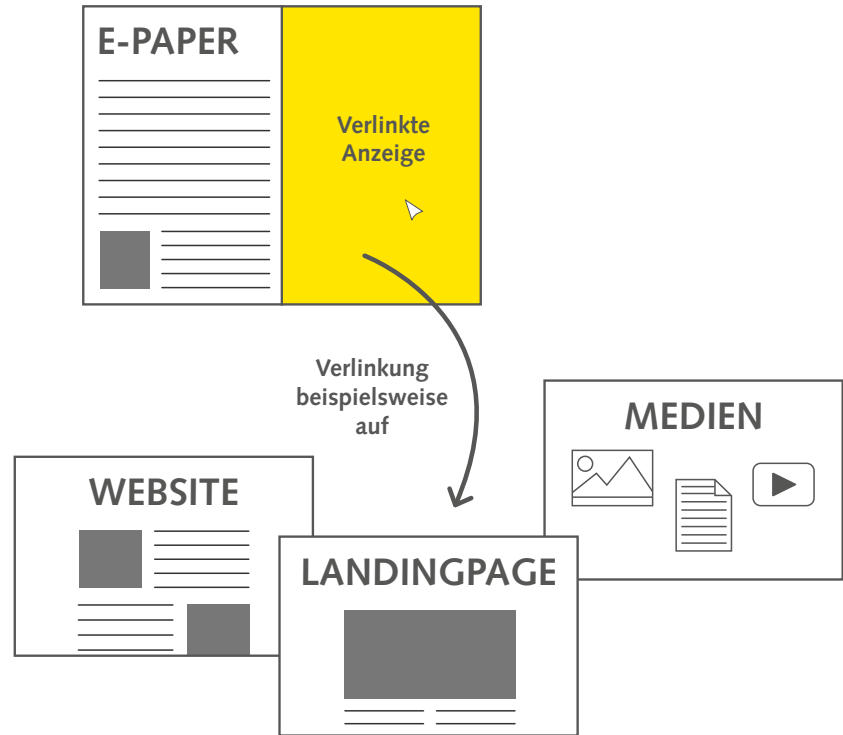 E-PAPER
Verlinkte
Anzeige
Verlinkung
beispielsweise
auf
MEDIEN
WEBSITE
LANDINGPAGE